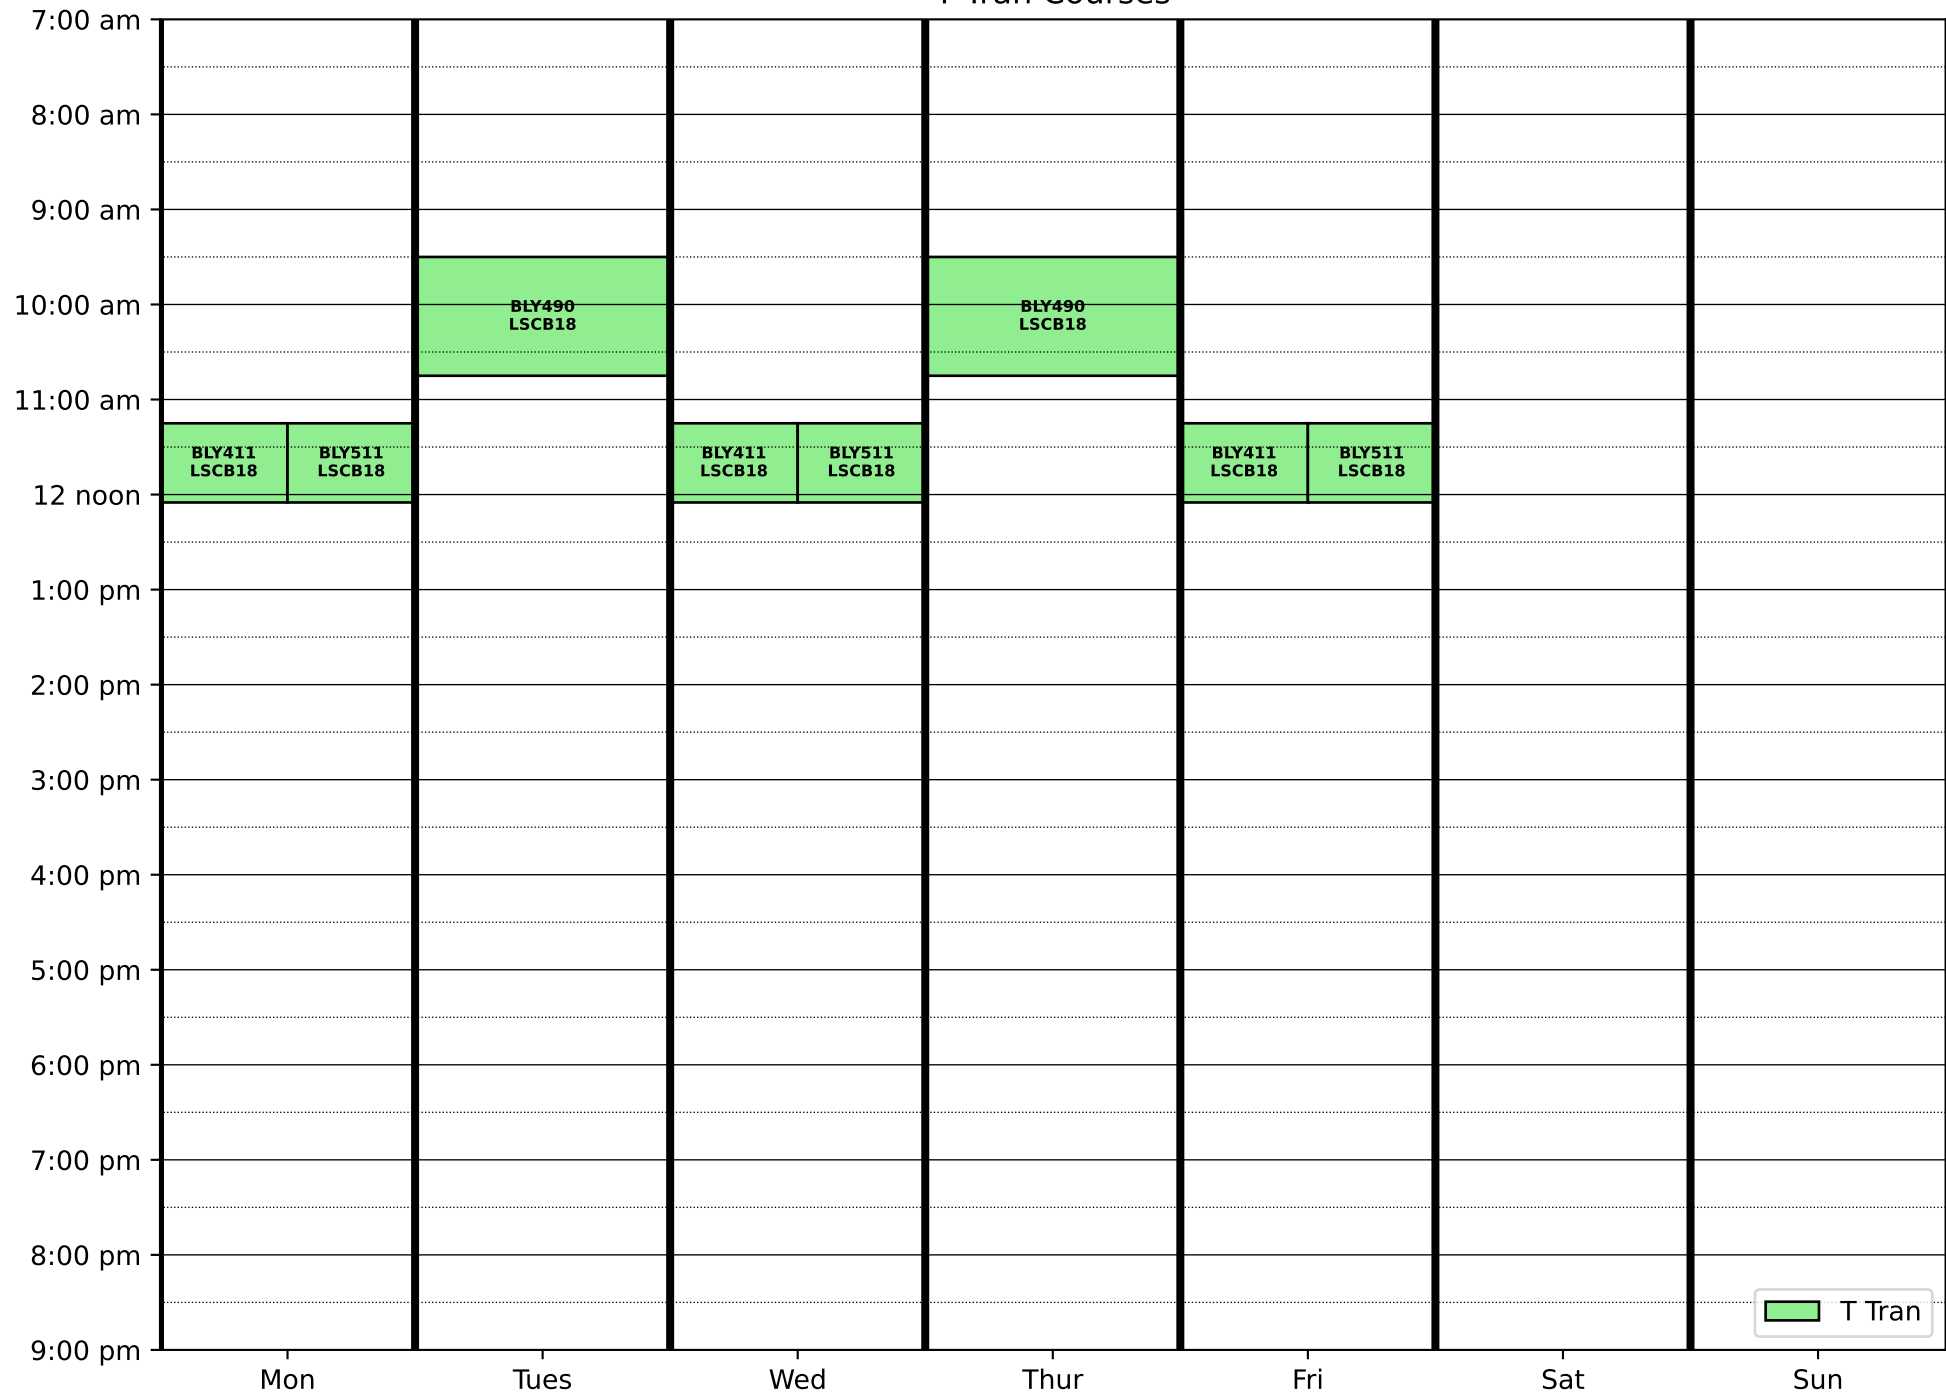 T Tran Courses
7:00 am
8:00 am
9:00 am
10:00 am
11:00 am
12 noon
1:00 pm
2:00 pm
3:00 pm
4:00 pm
5:00 pm
6:00 pm
7:00 pm
8:00 pm
9:00 pm
BLY490
LSCB18
BLY490
LSCB18
BLY411
LSCB18
BLY511
LSCB18
BLY411
LSCB18
BLY511
LSCB18
BLY411
LSCB18
BLY511
LSCB18
T Tran
Mon Tues Wed Thur Fri Sat Sun